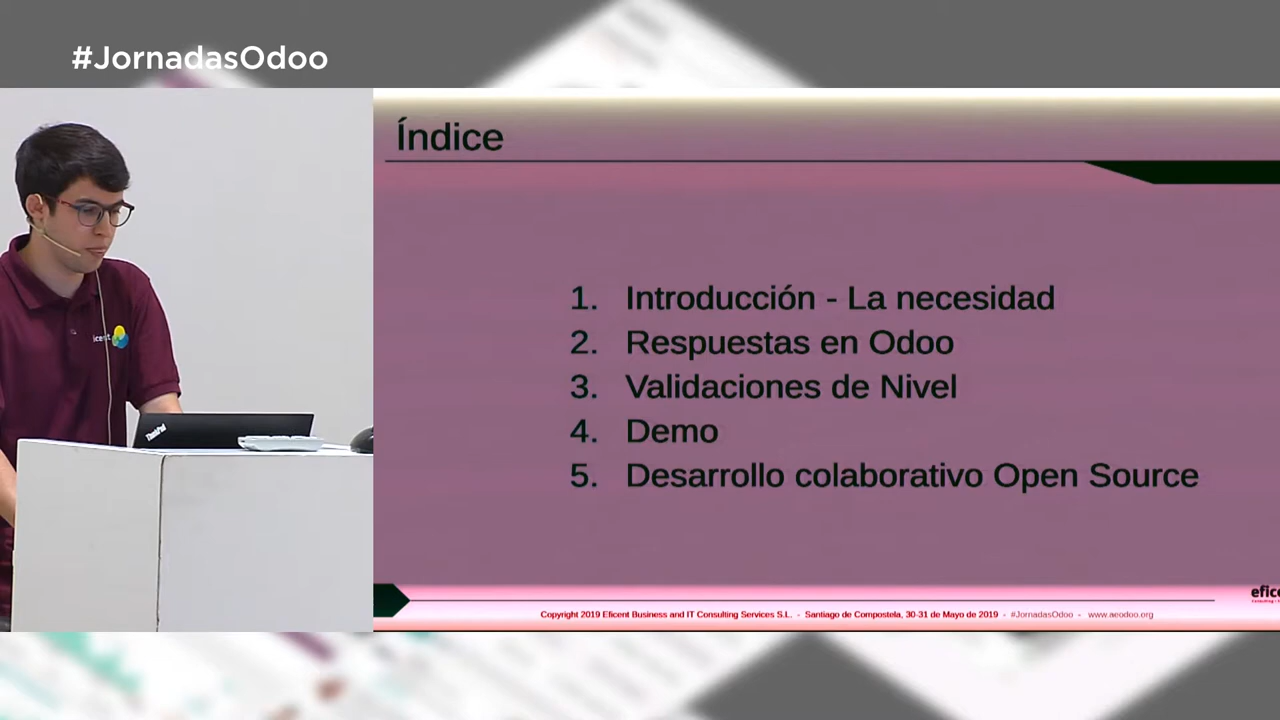 #JornadasOdoo
Índice
1. Introducción - La necesidad
2. Respuestas en Odoo
3. Validaciones de Nivel
4. Demo
5. Desarrollo colaborativo Open Source
ThinkPad
Copyright 2019 Eficent Business and IT Consulting Services S.L. - Santiago de Compostela, 30-31 de Mayo de 2019 - #JornadasOdoo - www.aeodoo.org